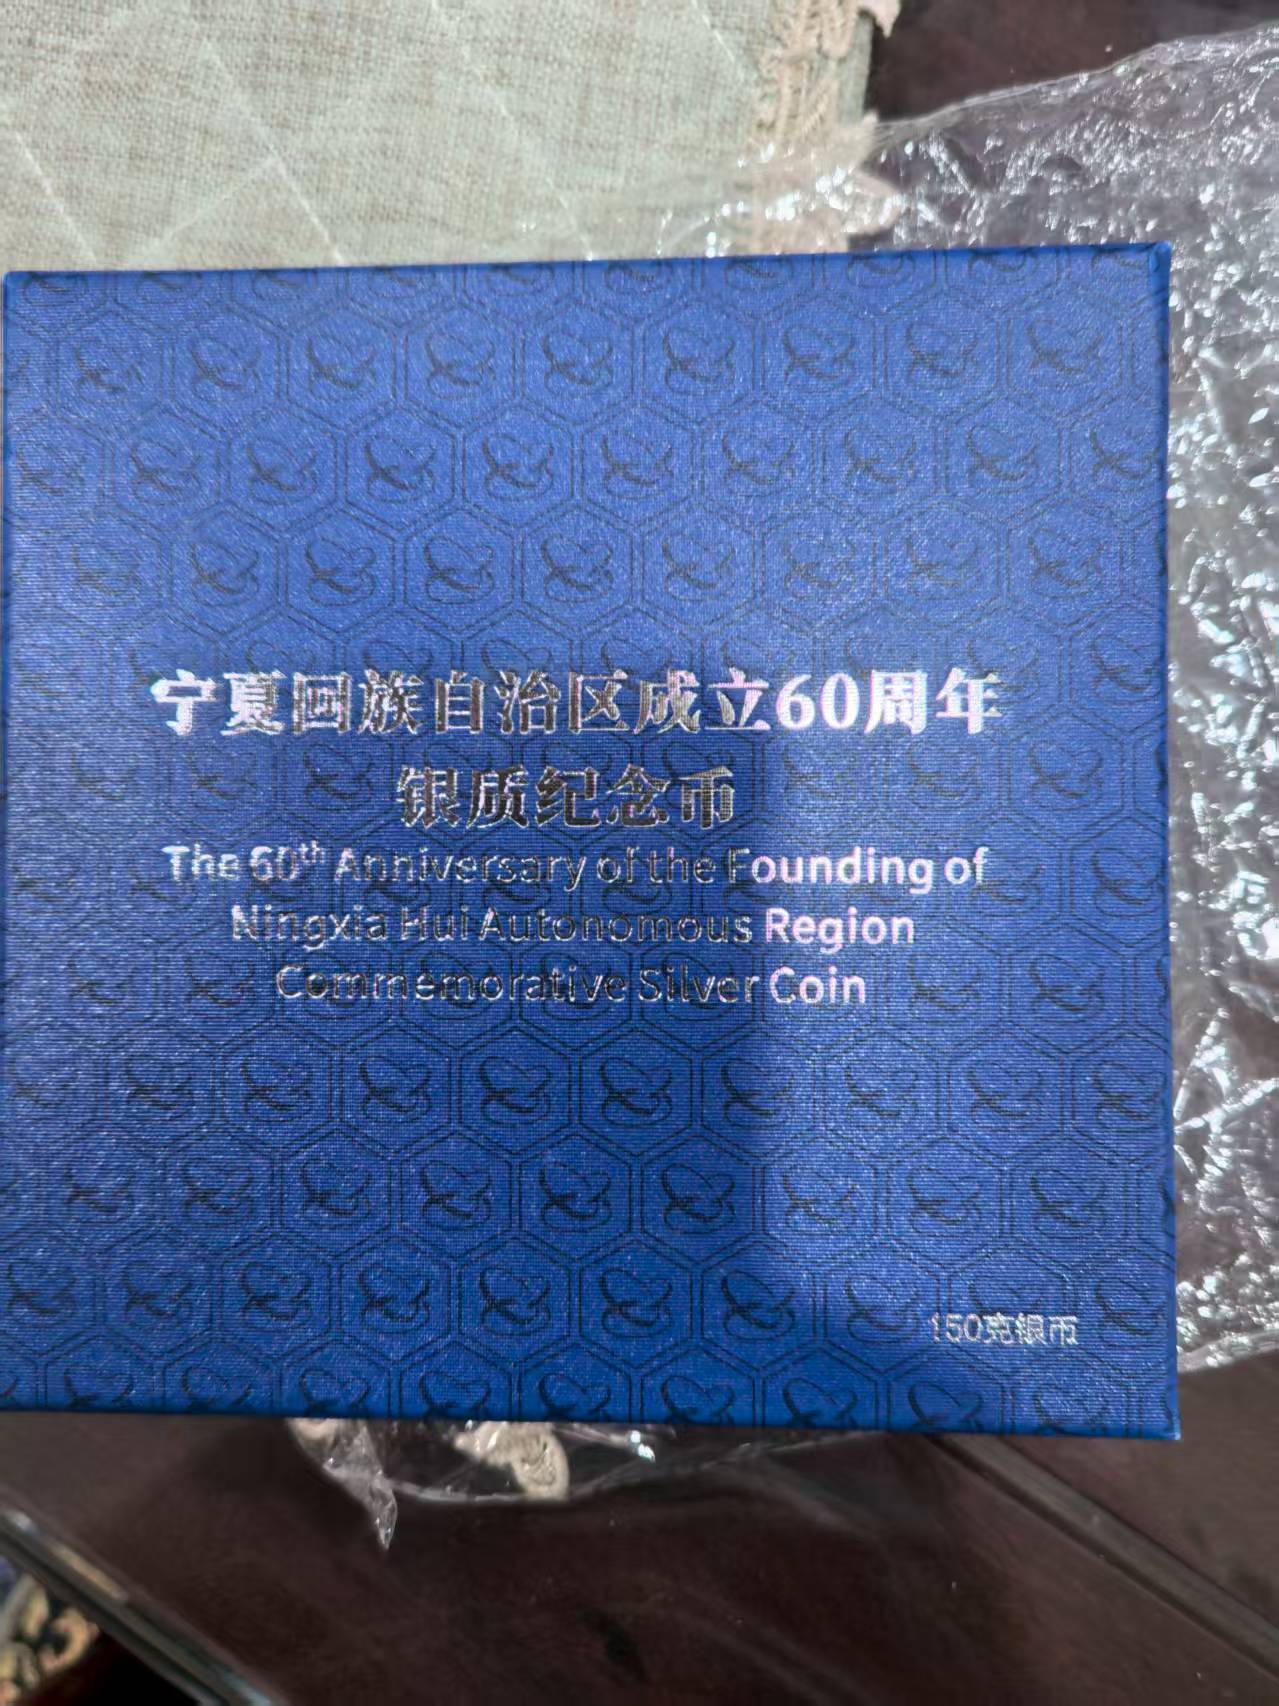 宁夏回族自治区成立60周年
银质纪念币
The 60th Anniversary of the Founding of
Ningxia Hui Autonomous Region
Commemorative Silver Coin
150克银币